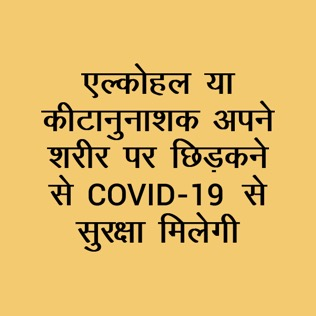 एल्कोहल या
कीटानुनाशक अपने
शरीर पर छिड़कने
से COVID-19 से
सुरक्षा मिलेगी